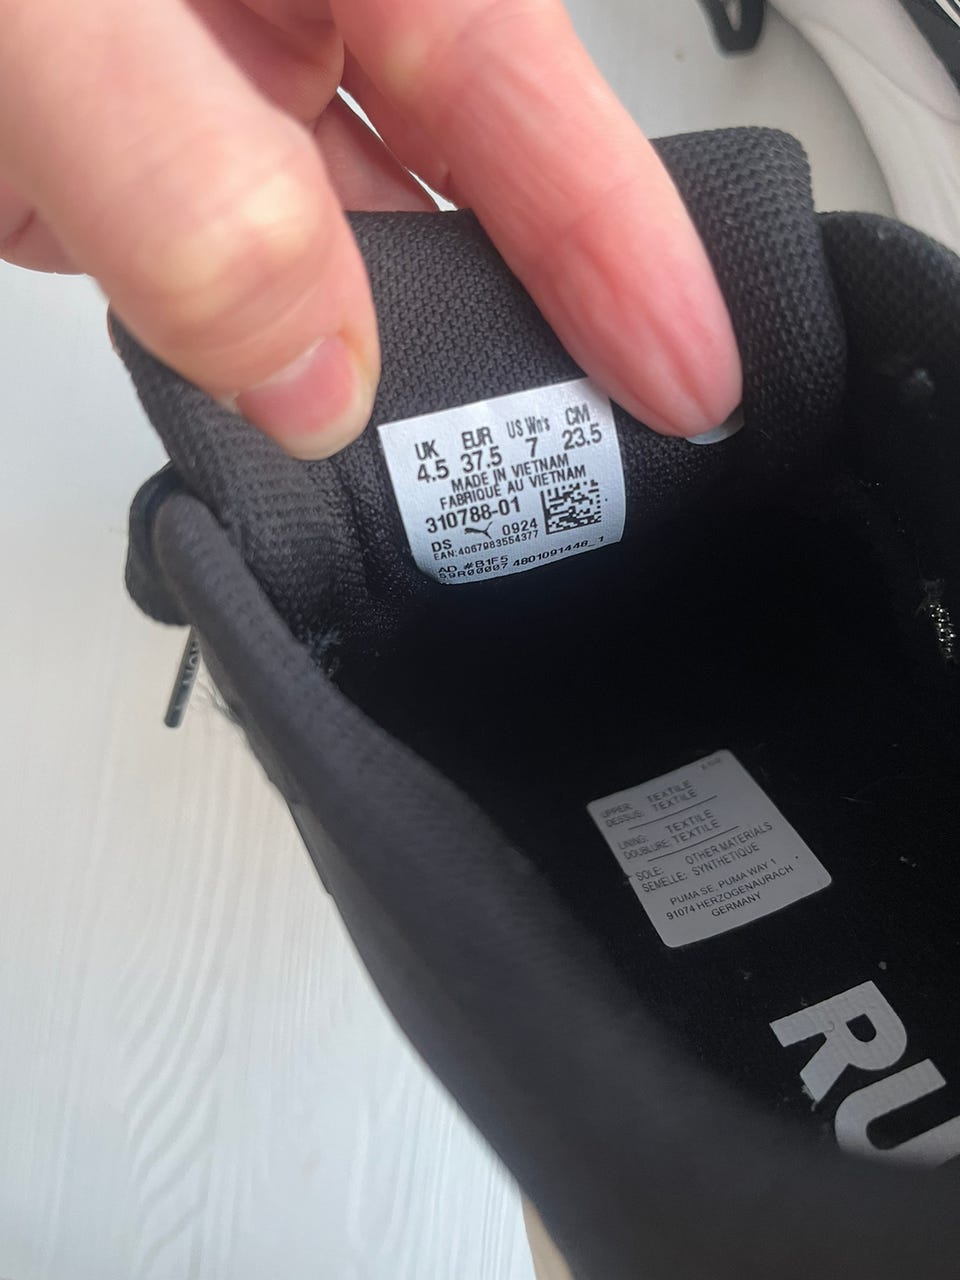 UK EUR US Wn's CM
4.5 37.5 7 23.5
MADE IN VIETNAM
FABRIQUE AU VIETNAM
310788-01
DS 0924
EAN:4067983554377
AD #B1F5
59R00007 4801091448_1
UPPER: TEXTILE
DESSUS: TEXTILE
LINING: TEXTILE
DOUBLURE: TEXTILE
SOLE: OTHER MATERIALS
SEMELLE: SYNTHETIQUE
PUMA SE, PUMA WAY 1
91074 HERZOGENAURACH
GERMANY
RU